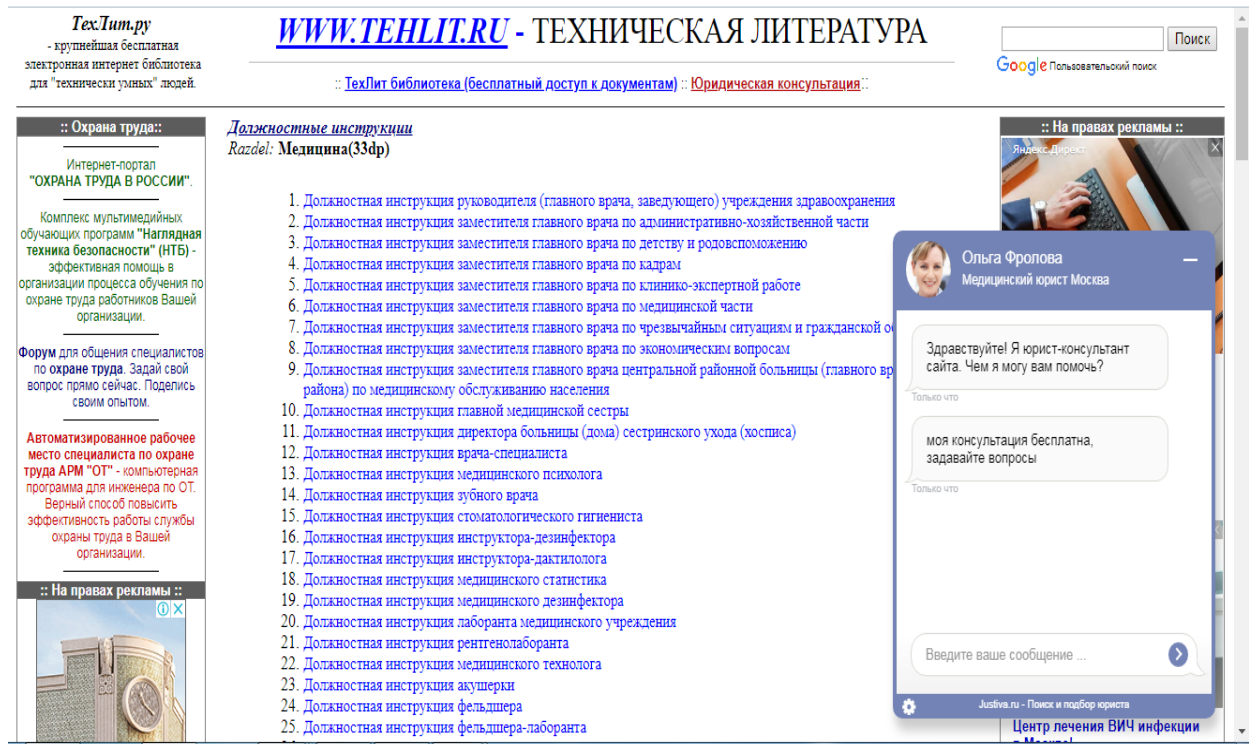 ТехЛит.ру
- крупнейшая бесплатная
электронная интернет библиотека
для "технически умных" людей.
WWW.TEHLIT.RU - ТЕХНИЧЕСКАЯ ЛИТЕРАТУРА
:: ТехЛит библиотека (бесплатный доступ к документам) :: Юридическая консультация::
Поиск
Google Пользовательский поиск
:: Охрана труда::
Интернет-портал
"ОХРАНА ТРУДА В РОССИИ".
Комплекс мультимедийных
обучающих программ "Наглядная
техника безопасности" (НТБ) -
эффективная помощь в
организации процесса обучения по
охране труда работников Вашей
организации.
Форум для общения специалистов
по охране труда. Задай свой
вопрос прямо сейчас. Поделись
своим опытом.
Автоматизированное рабочее
место специалиста по охране
труда АРМ "ОТ" - компьютерная
программа для инженера по ОТ.
Верный способ повысить
эффективность работы службы
охраны труда в Вашей
организации.
:: На правах рекламы ::
Должностные инструкции
Razdel: Медицина(33dp)
1. Должностная инструкция руководителя (главного врача, заведующего) учреждения здравоохранения
2. Должностная инструкция заместителя главного врача по административно-хозяйственной части
3. Должностная инструкция заместителя главного врача по детству и родовспоможению
4. Должностная инструкция заместителя главного врача по кадрам
5. Должностная инструкция заместителя главного врача по клинико-экспертной работе
6. Должностная инструкция заместителя главного врача по медицинской части
7. Должностная инструкция заместителя главного врача по чрезвычайным ситуациям и гражданской
8. Должностная инструкция заместителя главного врача по экономическим вопросам
9. Должностная инструкция заместителя главного врача центральной районной больницы (главного вр
района) по медицинскому обслуживанию населения
10. Должностная инструкция главной медицинской сестры
11. Должностная инструкция директора больницы (дома) сестринского ухода (хосписа)
12. Должностная инструкция врача-специалиста
13. Должностная инструкция медицинского психолога
14. Должностная инструкция зубного врача
15. Должностная инструкция стоматологического гигиениста
16. Должностная инструкция инструктора-дезинфектора
17. Должностная инструкция инструктора-дактилолога
18. Должностная инструкция медицинского статистика
19. Должностная инструкция медицинского дезинфектора
20. Должностная инструкция лаборанта медицинского учреждения
21. Должностная инструкция рентгенолаборанта
22. Должностная инструкция медицинского технолога
23. Должностная инструкция акушерки
24. Должностная инструкция фельдшера
25. Должностная инструкция фельдшера-лаборанта
:: На правах рекламы ::
Яндекс.Директ
Ольга Фролова
Медицинский юрист Москва
Здравствуйте! Я юрист-консультант
сайта. Чем я могу вам помочь?
Только что
моя консультация бесплатна,
задавайте вопросы
Только что
Введите ваше сообщение ...
Justiva.ru - Поиск и подбор юриста
Центр лечения ВИЧ инфекции